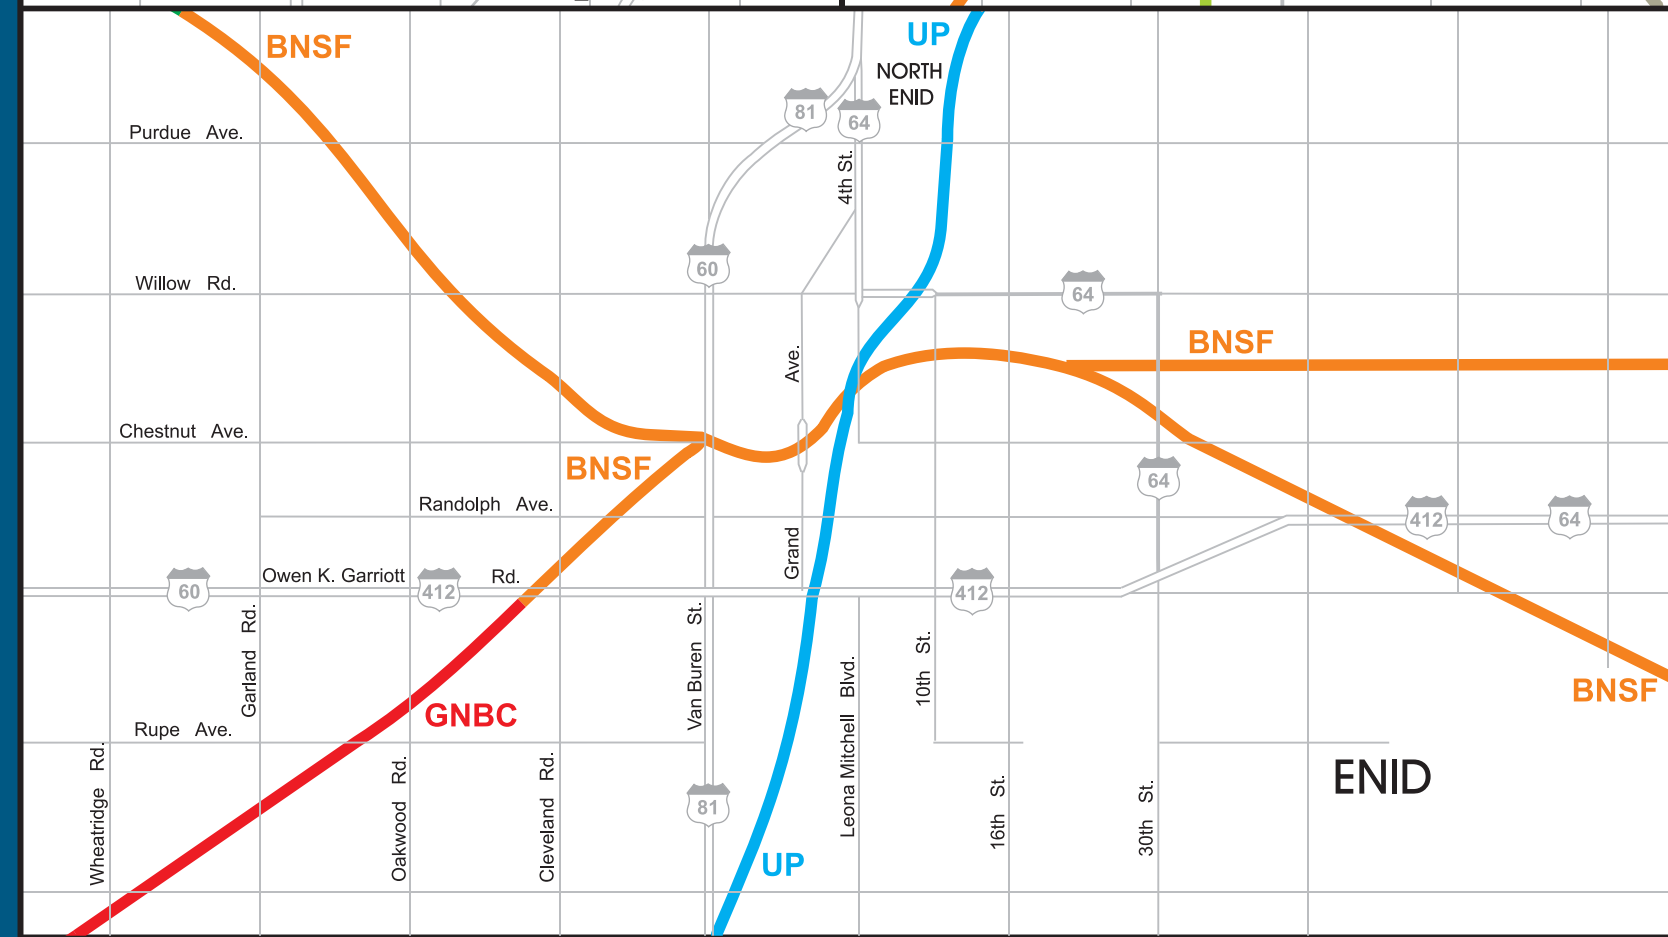 UP
BNSF
NORTH
ENID
81
64
Purdue Ave.
4th St.
60
Willow Rd.
64
BNSF
Ave.
Chestnut Ave.
BNSF
64
Randolph Ave.
412
64
Grand
Owen K. Garriott Rd.
60
412
412
Garland Rd.
Van Buren St.
10th St.
Leona Mitchell Blvd.
BNSF
GNBC
Rupe Ave.
Wheatridge Rd.
Oakwood Rd.
Cleveland Rd.
81
16th St.
30th St.
ENID
UP